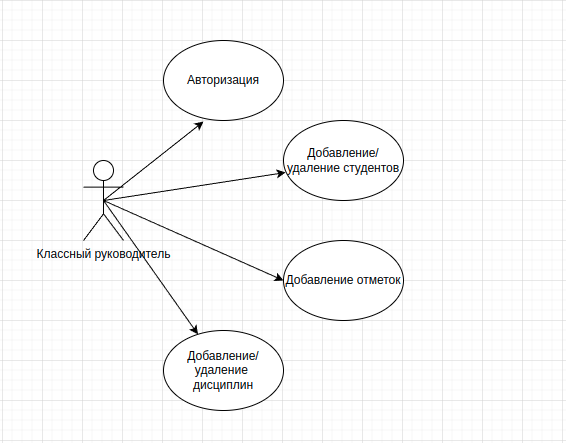 Авторизация
Добавление/
удаление студентов
Классный руководитель
Добавление отметок
Добавление/
удаление
дисциплин